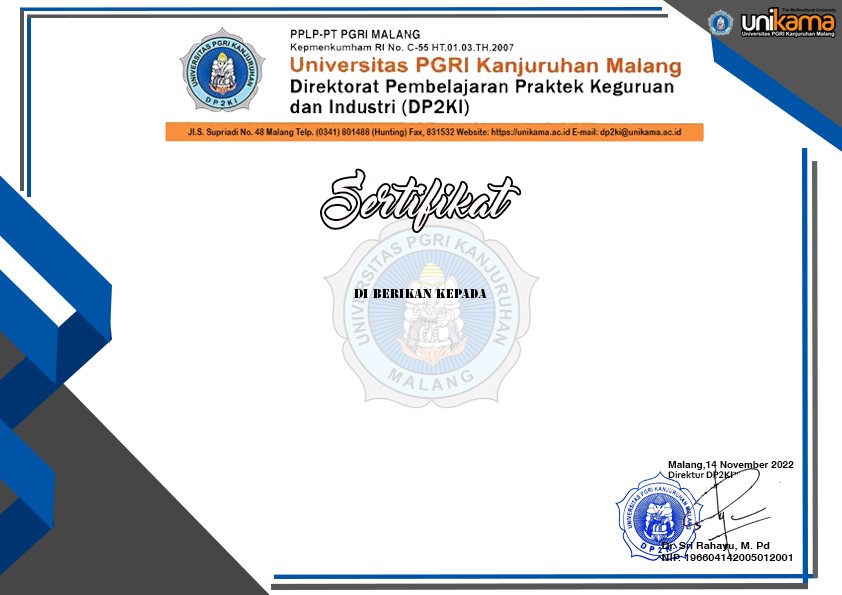 The Multicultural University
unikama
Universitas PGRI Kanjuruhan Malang
PPLP-PT PGRI MALANG
Kepmenkumham RI No. C-55 HT.01.03.TH.2007
Universitas PGRI Kanjuruhan Malang
Direktorat Pembelajaran Praktek Keguruan
dan Industri (DP2KI)
UNIVERSITAS PGRI KANJURUHAN MALANG
DP2KI
Jl.S. Supriadi No. 48 Malang Telp. (0341) 801488 (Hunting) Fax, 831532 Website: https://unikama.ac.id E-mail: dp2ki@unikama.ac.id
Sertifikat
UNIVERSITAS PGRI KANJURUHAN
MALANG
DI BERIKAN KEPADA
Malang,14 November 2022
Direktur DP2KI
UNIVERSITAS PGRI KANJURUHAN MALANG
DP2KI
Dr. Sri Rahayu, M. Pd
NIP. 196604142005012001